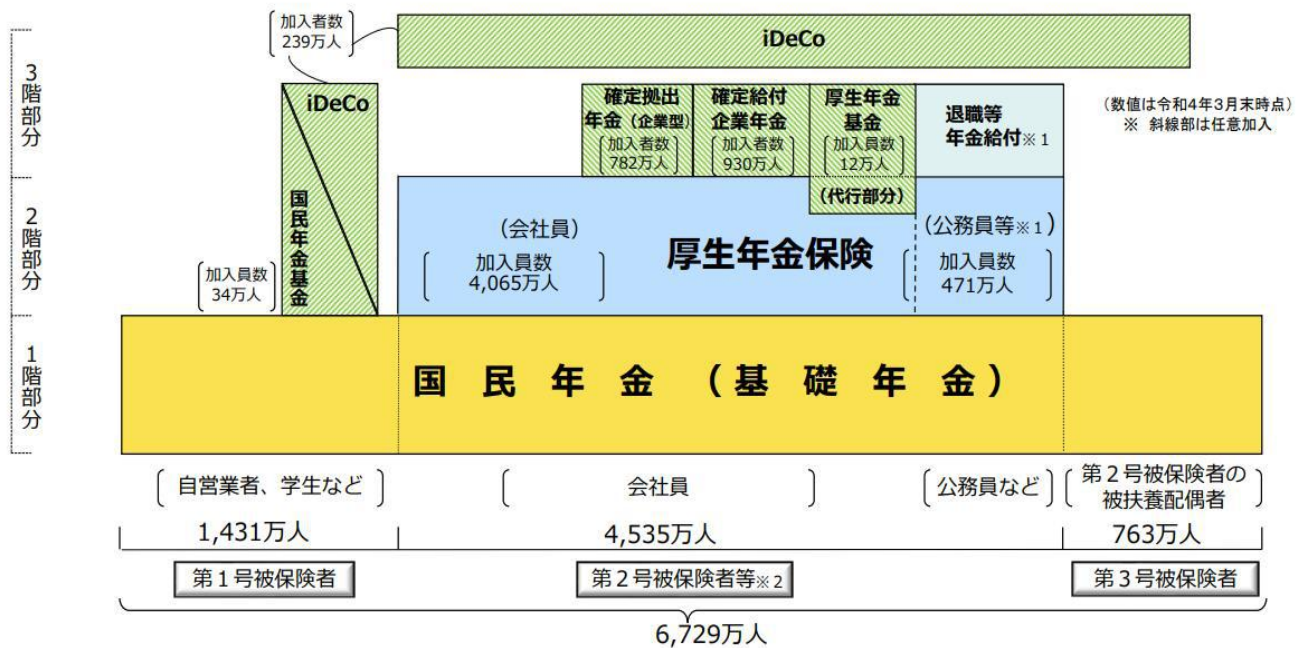 加入者数
239万人
iDeCo
3階部分
iDeCo
国民年金基金
確定拠出
年金（企業型）
加入者数
782万人
確定給付
企業年金
加入者数
930万人
厚生年金
基金
加入員数
12万人
（代行部分）
退職等
年金給付※1
（数値は令和4年3月末時点）
※ 斜線部は任意加入
2階部分
加入員数
34万人
（会社員）
加入員数
4,065万人
厚生年金保険
（公務員等※1）
加入員数
471万人
1階部分
国民年金（基礎年金）
自営業者、学生など
会社員
公務員など
第2号被保険者の
被扶養配偶者
1,431万人
4,535万人
763万人
第1号被保険者
第2号被保険者等※2
第3号被保険者
6,729万人